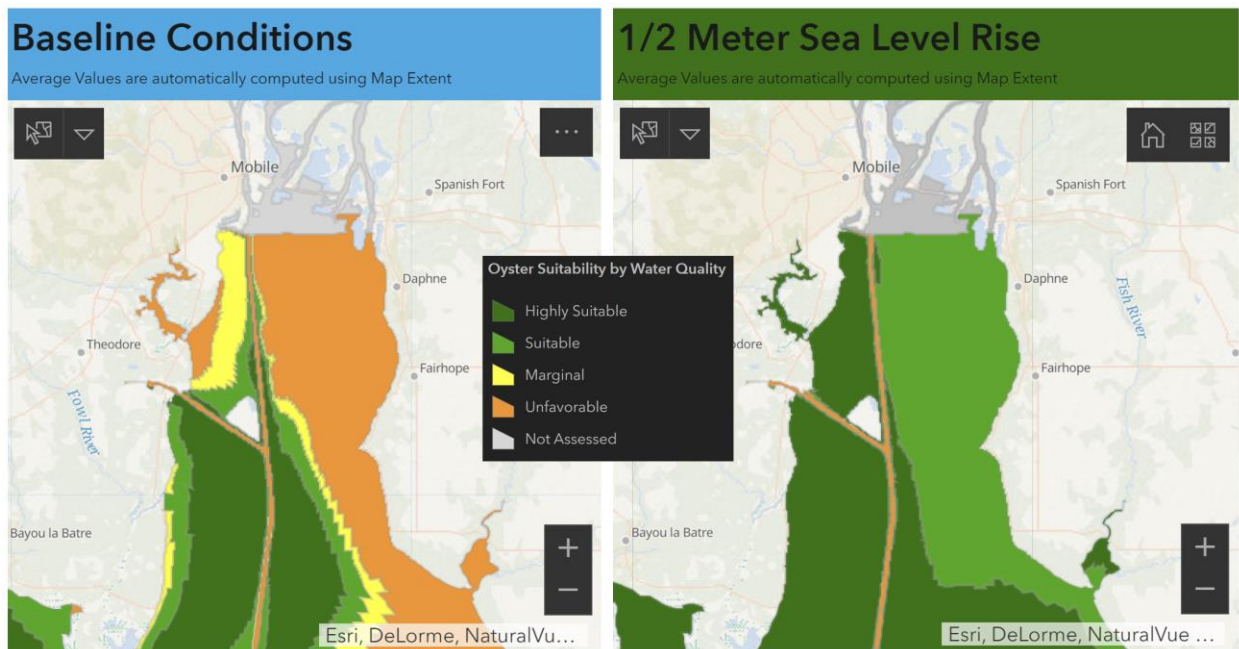 Baseline Conditions
Average Values are automatically computed using Map Extent
Mobile
Spanish Fort
Daphne
Theodore
Fairhope
Fowl River
Bayou la Batre
Esri, DeLorme, NaturalVu...
Oyster Suitability by Water Quality
Highly Suitable
Suitable
Marginal
Unfavorable
Not Assessed
1/2 Meter Sea Level Rise
Average Values are automatically computed using Map Extent
Mobile
Spanish Fort
Daphne
Fish River
odore
Fairhope
Bayou la Batre
Esri, DeLorme, NaturalVue ...